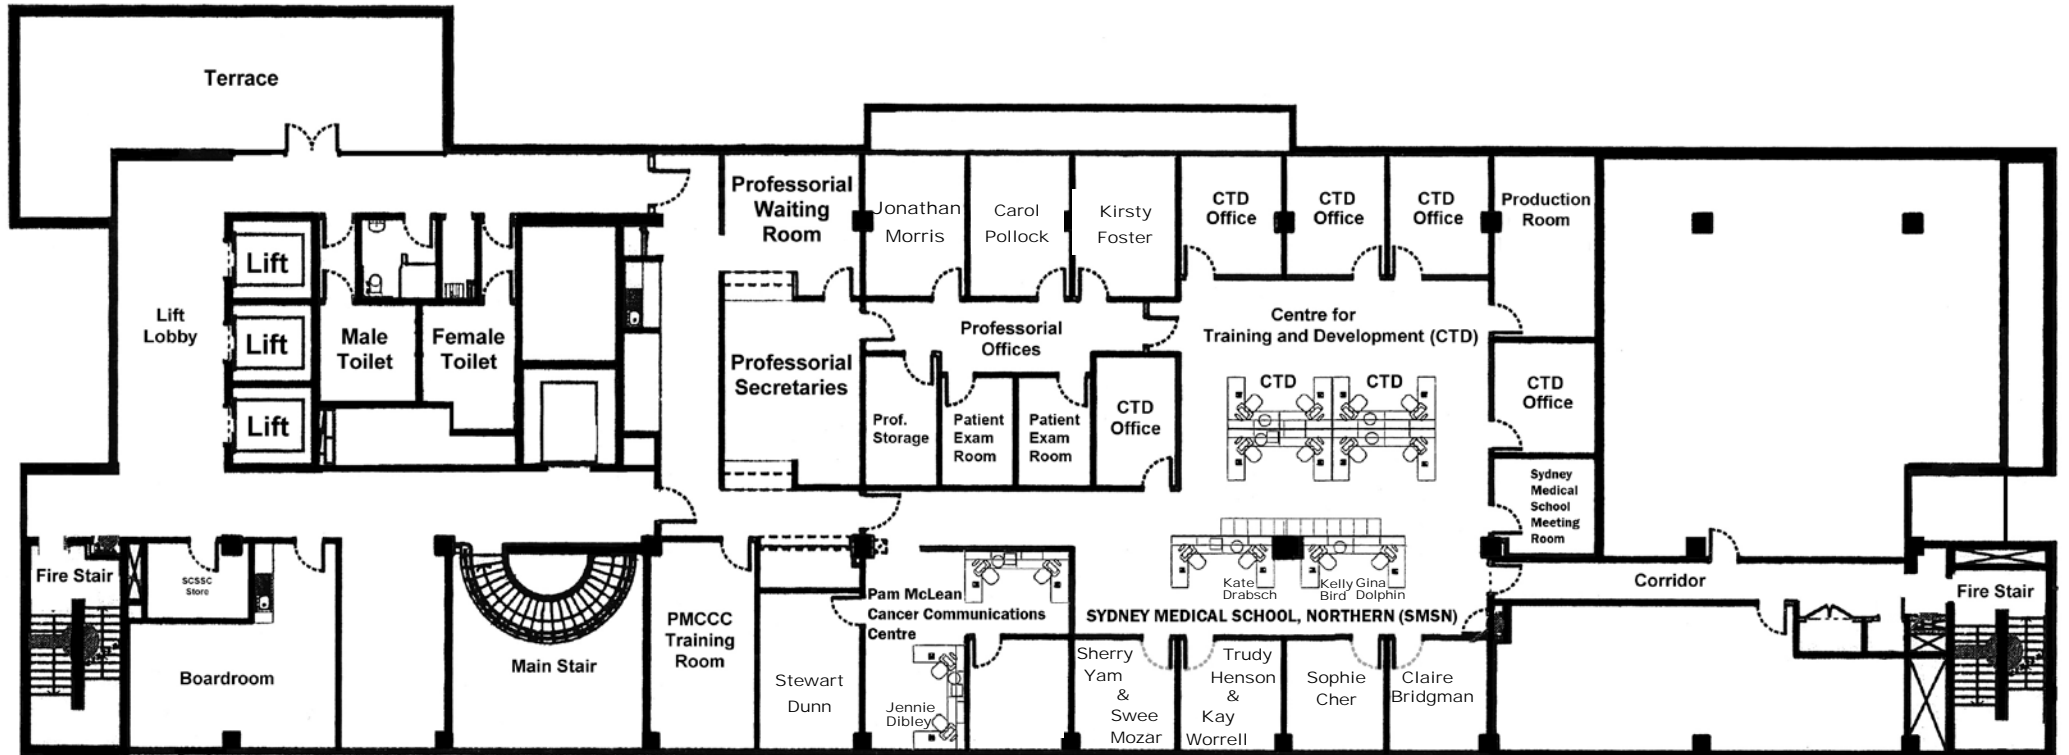 Terrace
Professorial
Waiting
Room
Jonathan
Morris
Carol
Pollock
Kirsty
Foster
CTD
Office
CTD
Office
CTD
Office
Production
Room
Lift
Lift
Lift
Lift
Lobby
Male
Toilet
Female
Toilet
Professorial
Secretaries
Professorial
Offices
Centre for
Training and Development (CTD)
CTD
CTD
Prof.
Storage
Patient
Exam
Room
Patient
Exam
Room
CTD
Office
CTD
Office
Sydney
Medical
School
Meeting
Room
Fire Stair
SCSSC
Store
Boardroom
Main Stair
PMCCC
Training
Room
Stewart
Dunn
Pam McLean
Cancer Communications
Centre
Jennie
Dibley
Kate
Drabsch
Kelly
Bird
Gina
Dolphin
SYDNEY MEDICAL SCHOOL, NORTHERN (SMSN)
Sherry
Yam
&
Swee
Mozar
Trudy
Henson
&
Kay
Worrell
Sophie
Cher
Claire
Bridgman
Corridor
Fire Stair